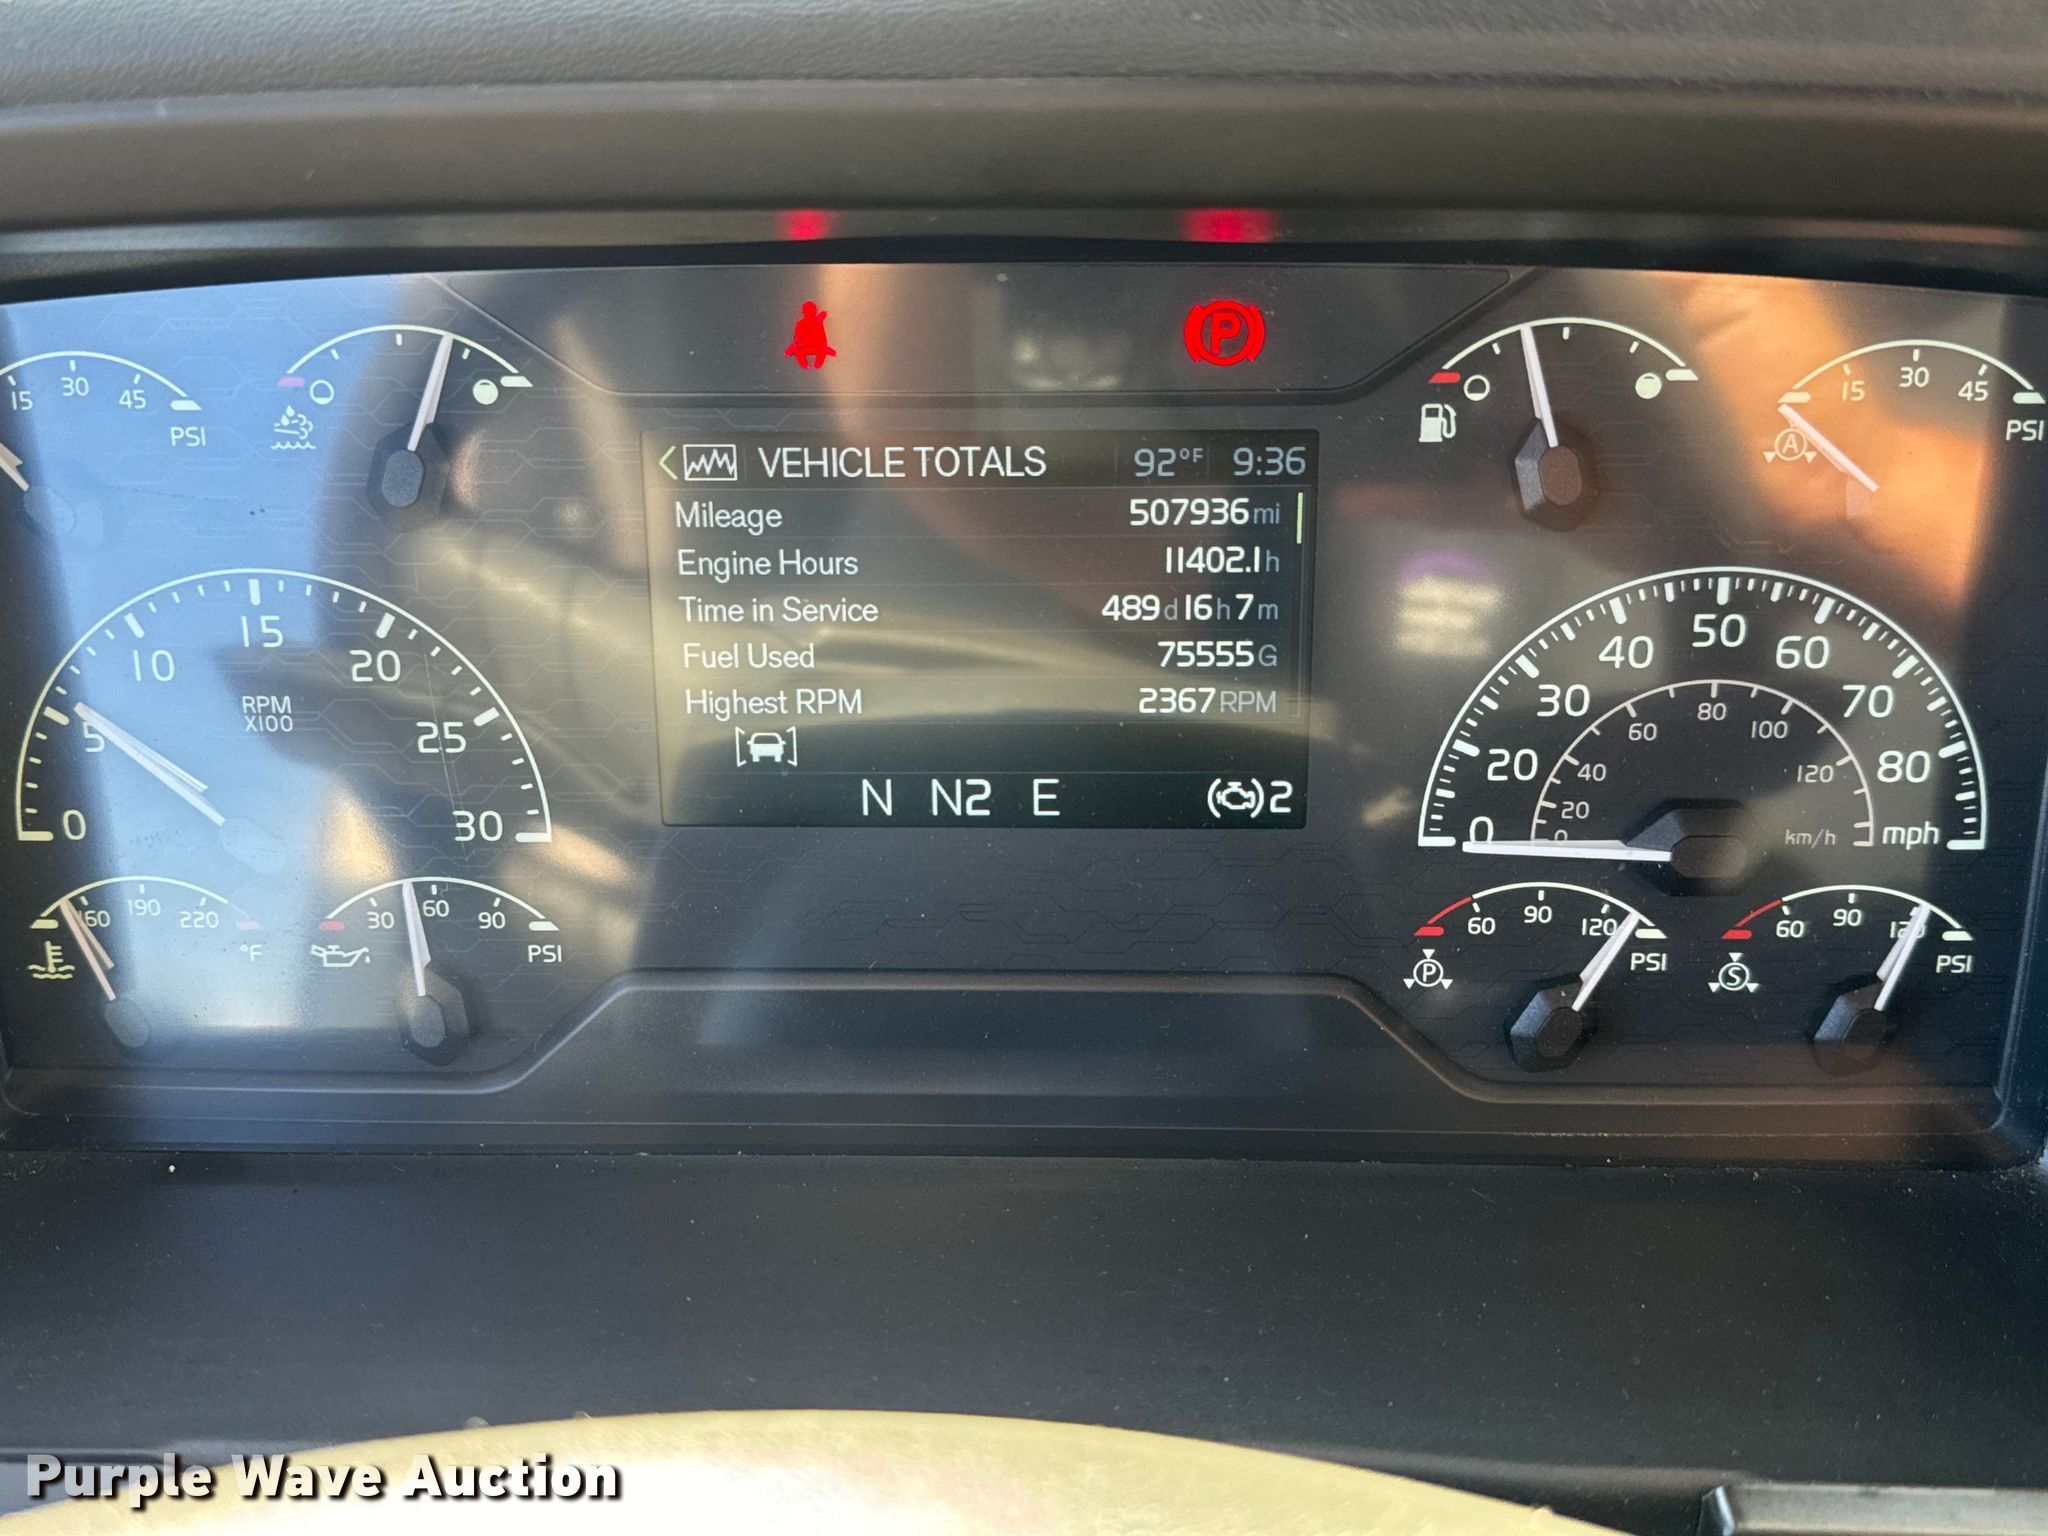 15 30 45
PSI
15 30 45
PSI
A
VEHICLE TOTALS 92°F 9:36
Mileage 507936 mi
Engine Hours 11402.1 h
Time in Service 489 d 16 h 7 m
Fuel Used 75555 G
Highest RPM 2367 RPM
N N2 E 2
P
0 5 10 15 20 25 30
RPM
X100
0 20 30 40 50 60 70 80 mph
0 20 40 60 80 100 120 km/h
160 190 220
°F
30 60 90
PSI
60 90 120
PSI
P
60 90 120
PSI
S
Purple Wave Auction